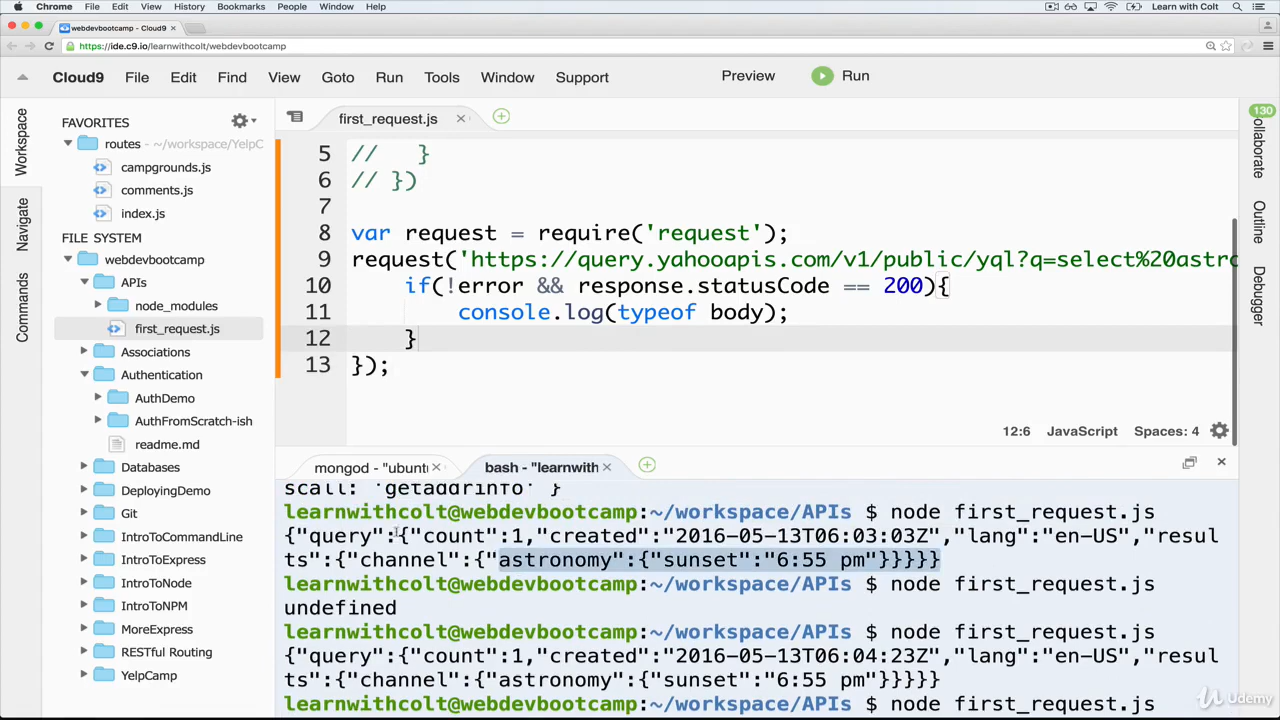 Chrome File Edit View History Bookmarks People Window Help Learn with Colt
webdevbootcamp - Cloud9
https://ide.c9.io/learnwithcolt/webdevbootcamp
Cloud9 File Edit Find View Goto Run Tools Window Support Preview Run
Workspace
Navigate
Commands
FAVORITES
routes - ~/workspace/YelpC
campgrounds.js
comments.js
index.js
FILE SYSTEM
webdevbootcamp
APIs
node_modules
first_request.js
Associations
Authentication
AuthDemo
AuthFromScratch-ish
readme.md
Databases
DeployingDemo
Git
IntroToCommandLine
IntroToExpress
IntroToNode
IntroToNPM
MoreExpress
RESTful Routing
YelpCamp
first_request.js
5 //   }
6 // })
7
8 var request = require('request');
9 request('https://query.yahooapis.com/v1/public/yql?q=select%20astro
10     if(!error && response.statusCode == 200){
11         console.log(typeof body);
12     }
13 });
12:6 JavaScript Spaces: 4
mongod - "ubunt bash - "learnwith
scall: 'getaddrinfo' }
learnwithcolt@webdevbootcamp:~/workspace/APIs $ node first_request.js
{"query":{"count":1,"created":"2016-05-13T06:03:03Z","lang":"en-US","resul
ts":{"channel":{"astronomy":{"sunset":"6:55 pm"}}}}}
learnwithcolt@webdevbootcamp:~/workspace/APIs $ node first_request.js
undefined
learnwithcolt@webdevbootcamp:~/workspace/APIs $ node first_request.js
{"query":{"count":1,"created":"2016-05-13T06:04:23Z","lang":"en-US","resul
ts":{"channel":{"astronomy":{"sunset":"6:55 pm"}}}}}
learnwithcolt@webdevbootcamp:~/workspace/APIs $ node first_request.js
130
ollaborate
Outline
Debugger
Udemy